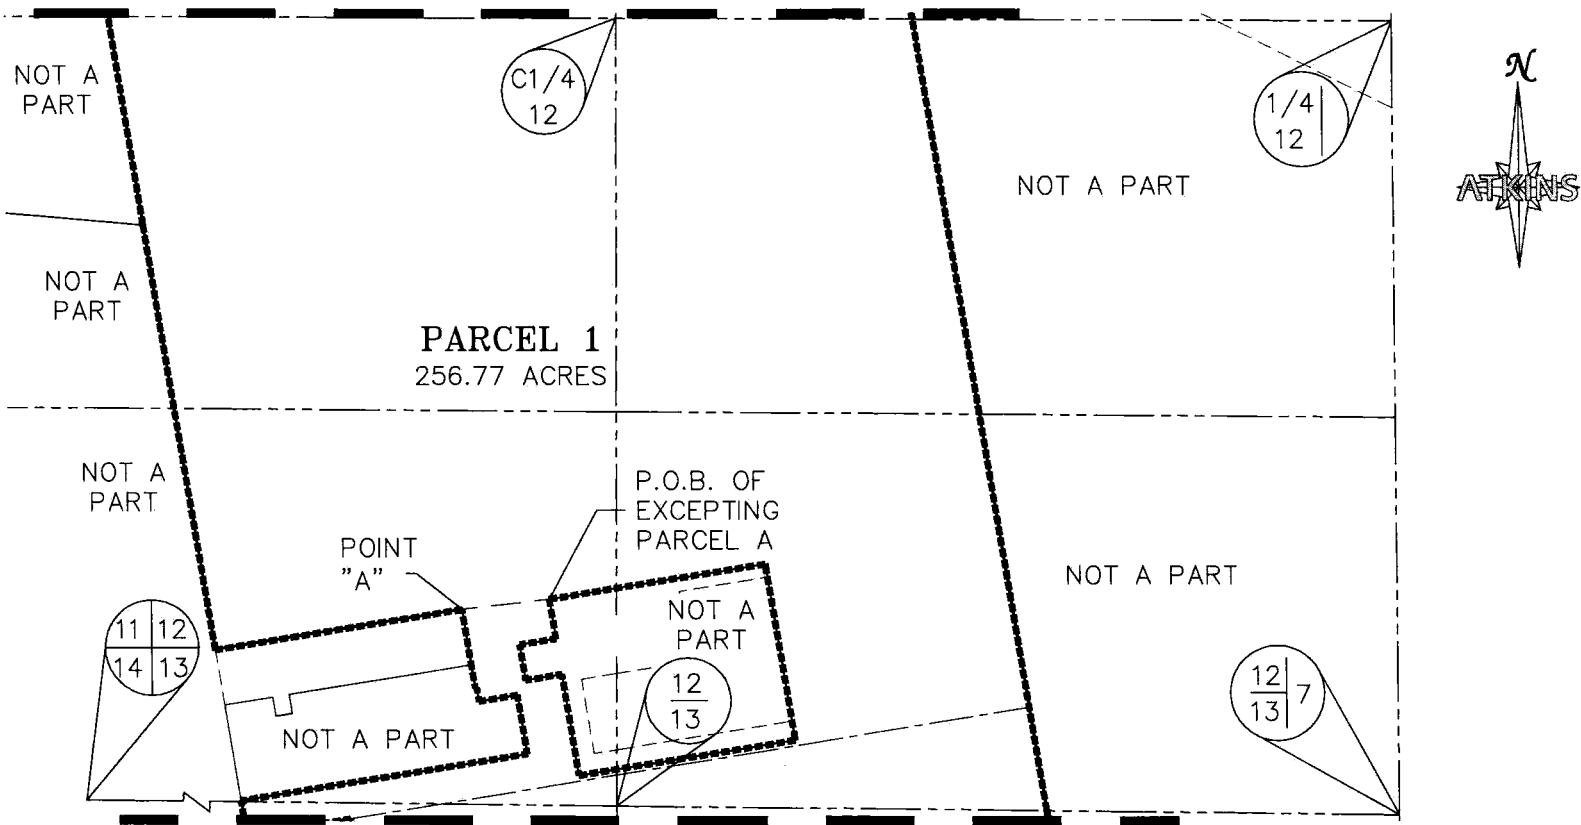 NOT A
PART
C1/4
12
1/4
12
N
ATKINS
NOT A PART
NOT A
PART
PARCEL 1
256.77 ACRES
NOT A
PART
P.O.B. OF
EXCEPTING
PARCEL A
POINT
"A"
NOT A PART
NOT A
PART
11 12
14 13
12
13
12
13 7
NOT A PART